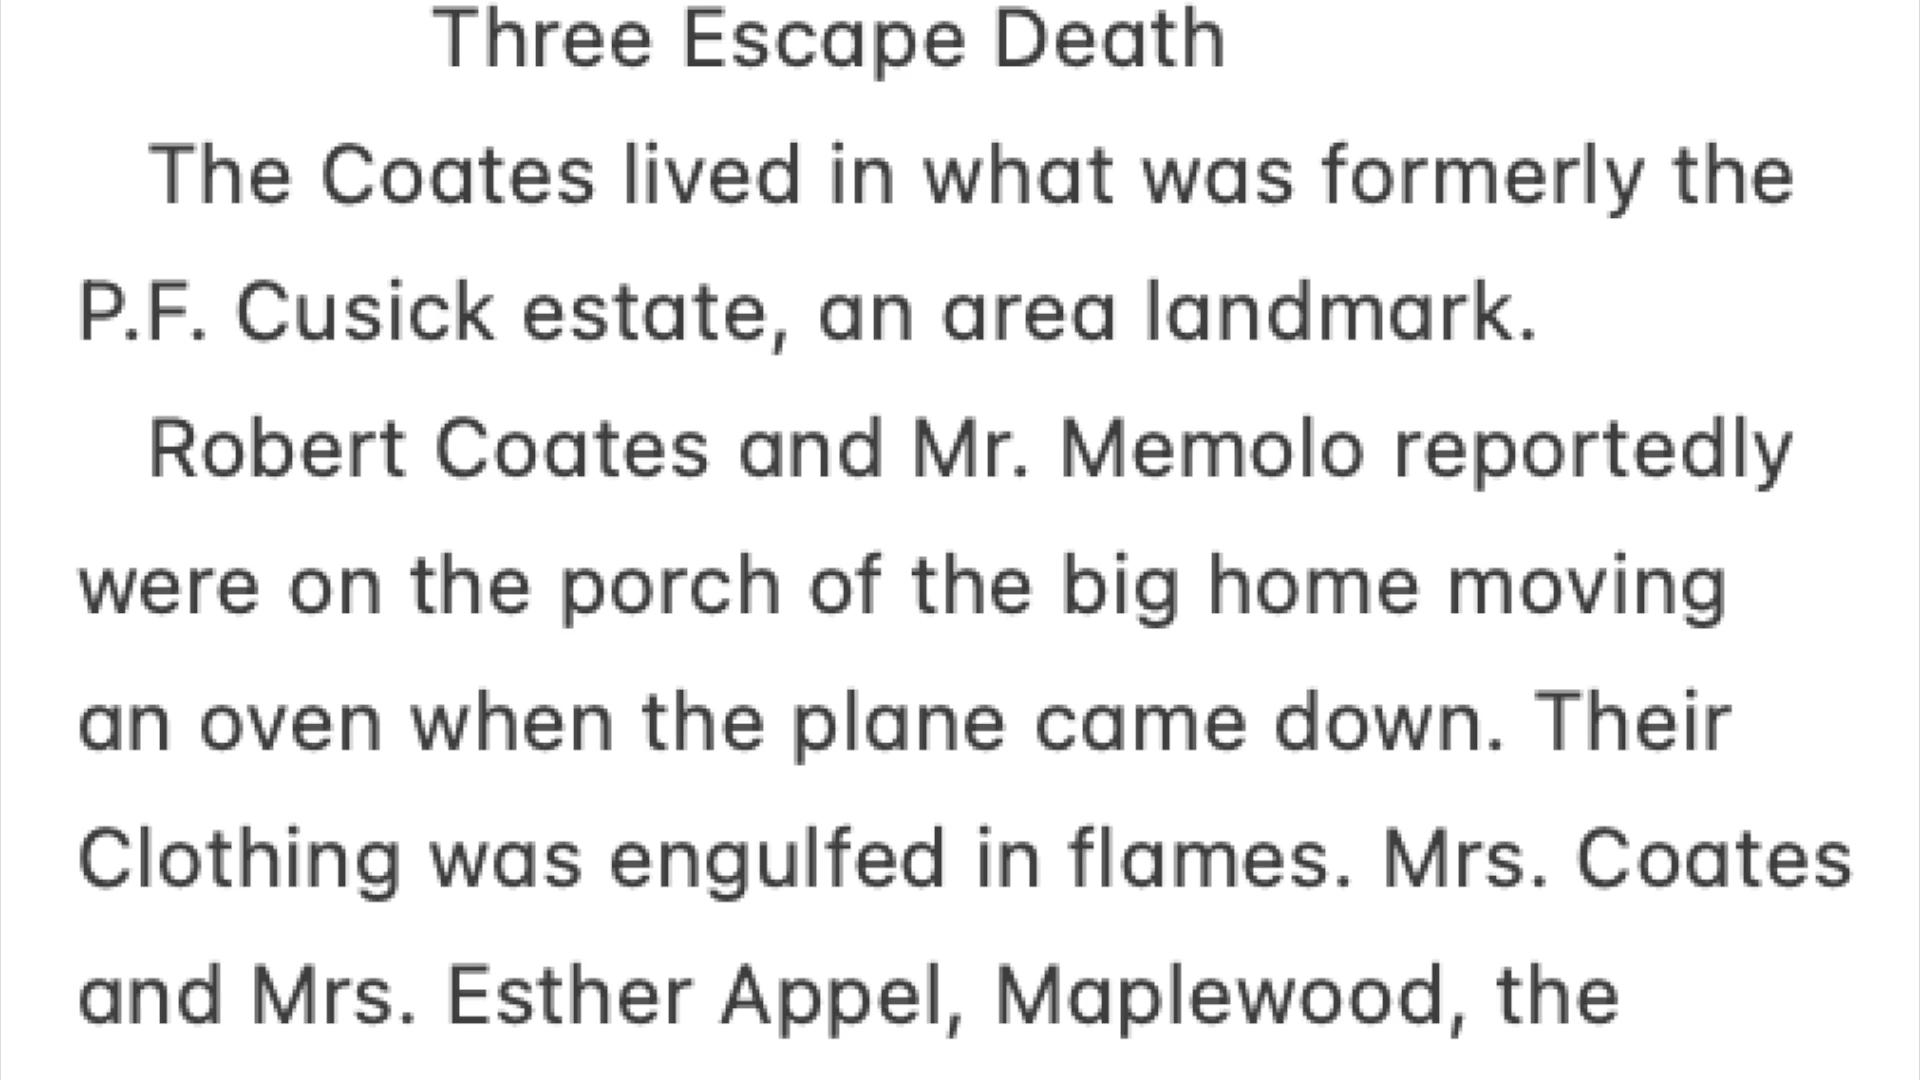 Three Escape Death
The Coates lived in what was formerly the
P.F. Cusick estate, an area landmark.
Robert Coates and Mr. Memolo reportedly
were on the porch of the big home moving
an oven when the plane came down. Their
Clothing was engulfed in flames. Mrs. Coates
and Mrs. Esther Appel, Maplewood, the